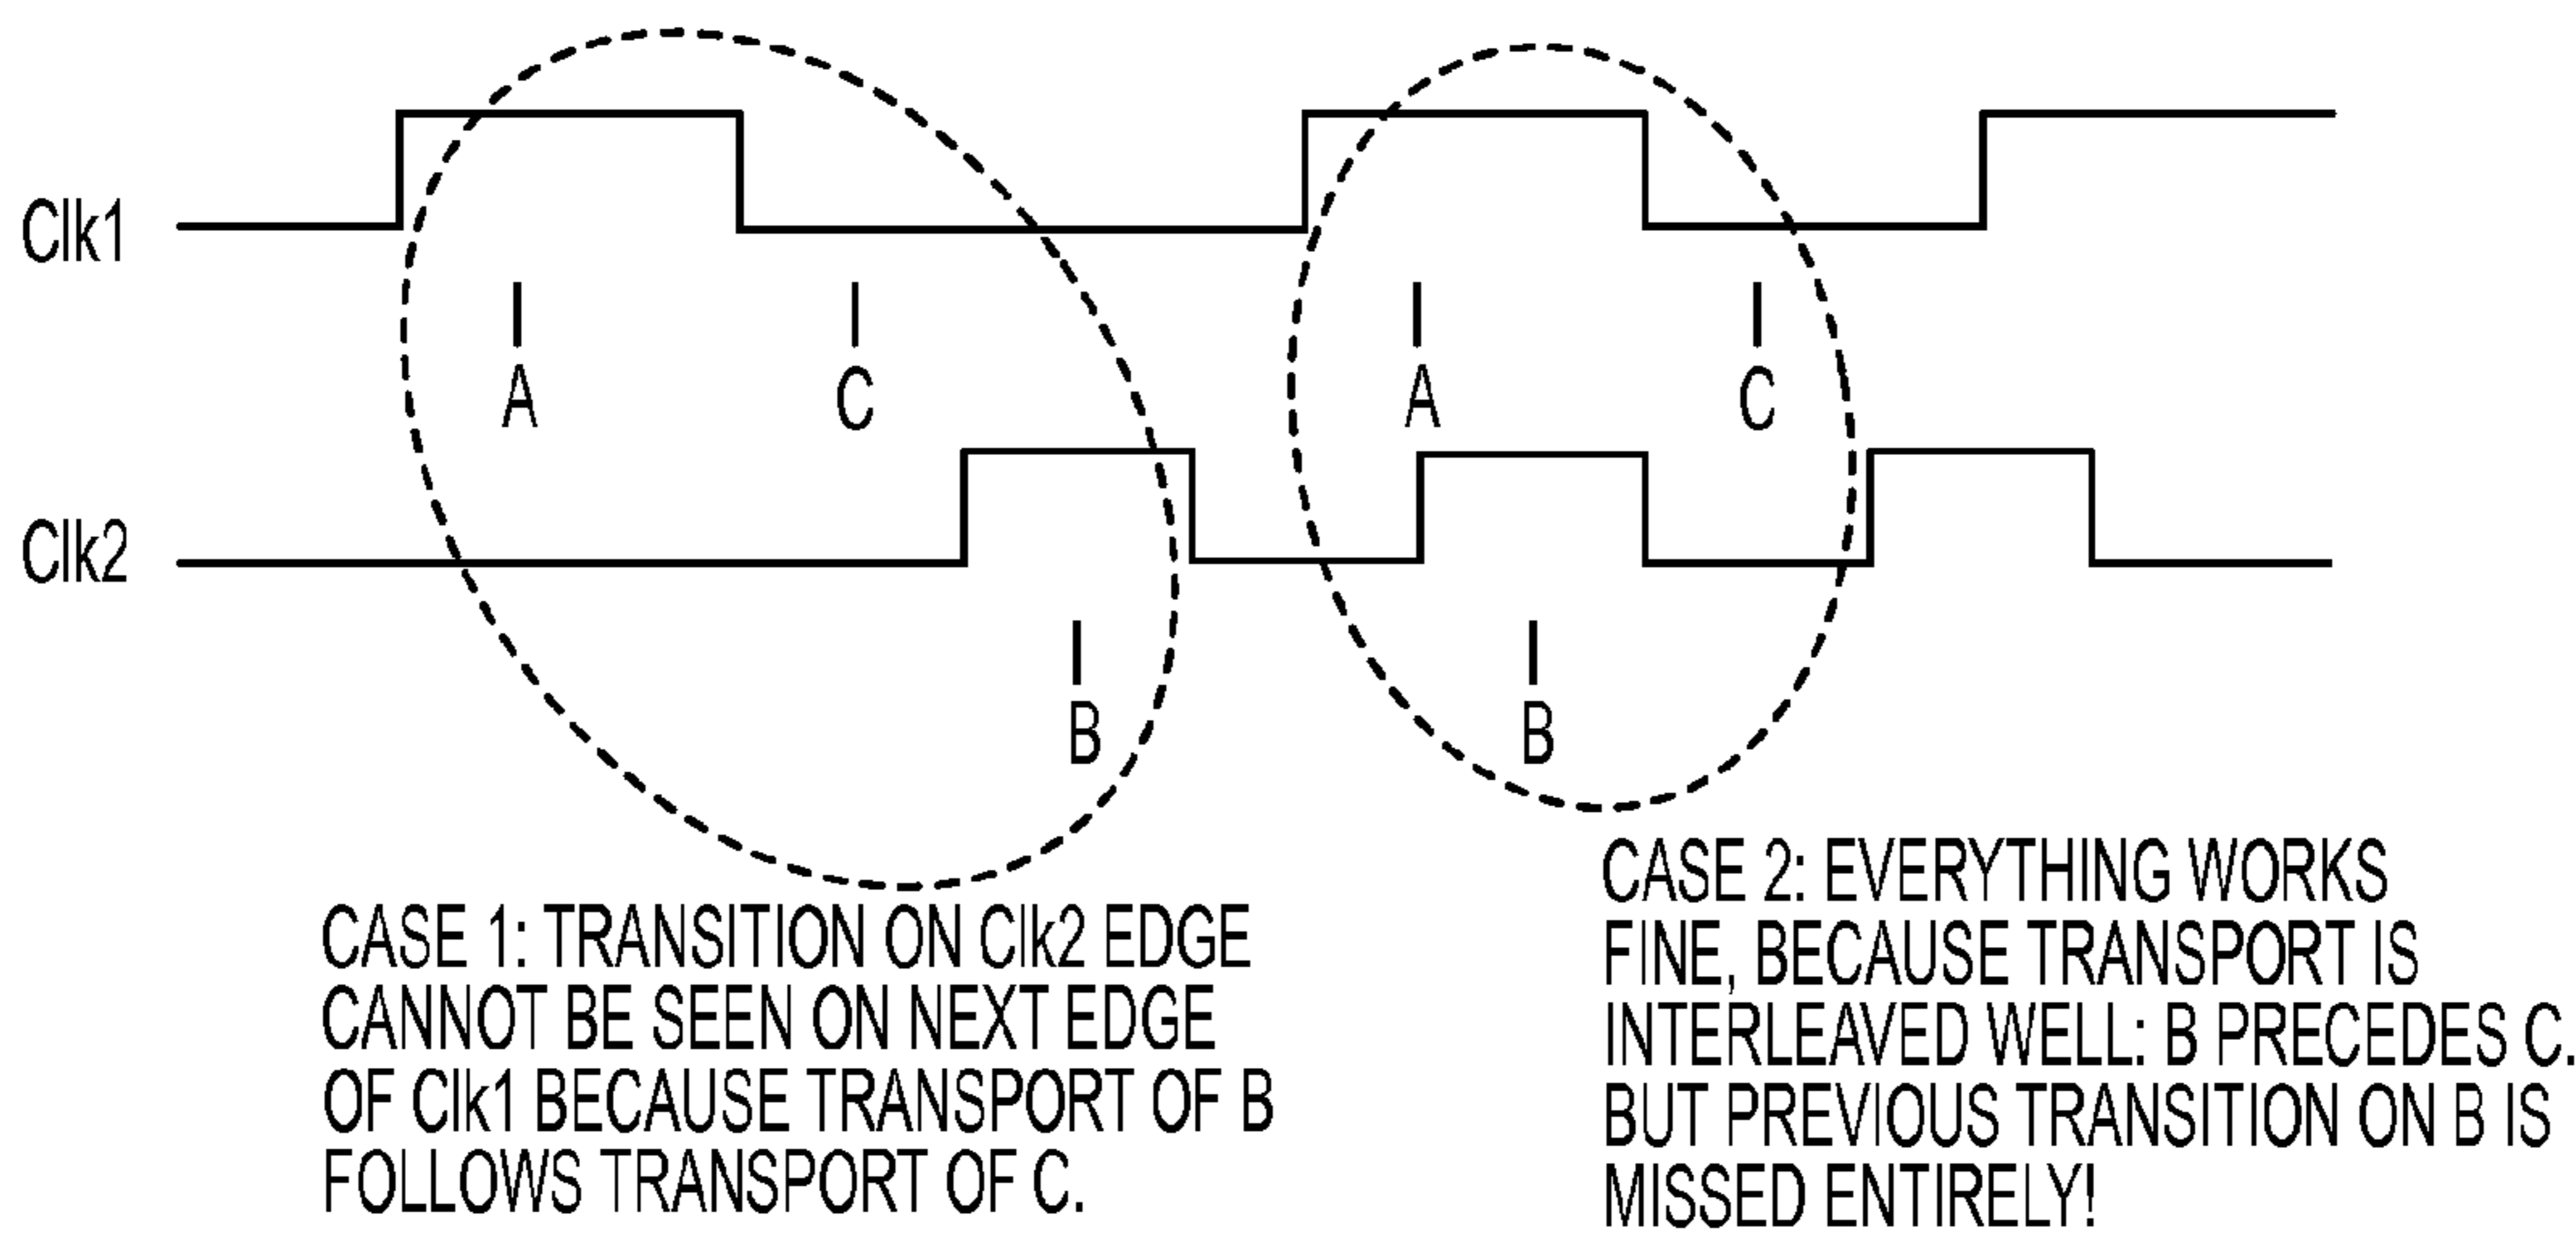 Clk1
A C A C
Clk2
B B
CASE 1: TRANSITION ON Clk2 EDGE
CANNOT BE SEEN ON NEXT EDGE
OF Clk1 BECAUSE TRANSPORT OF B
FOLLOWS TRANSPORT OF C.
CASE 2: EVERYTHING WORKS
FINE, BECAUSE TRANSPORT IS
INTERLEAVED WELL: B PRECEDES C.
BUT PREVIOUS TRANSITION ON B IS
MISSED ENTIRELY!